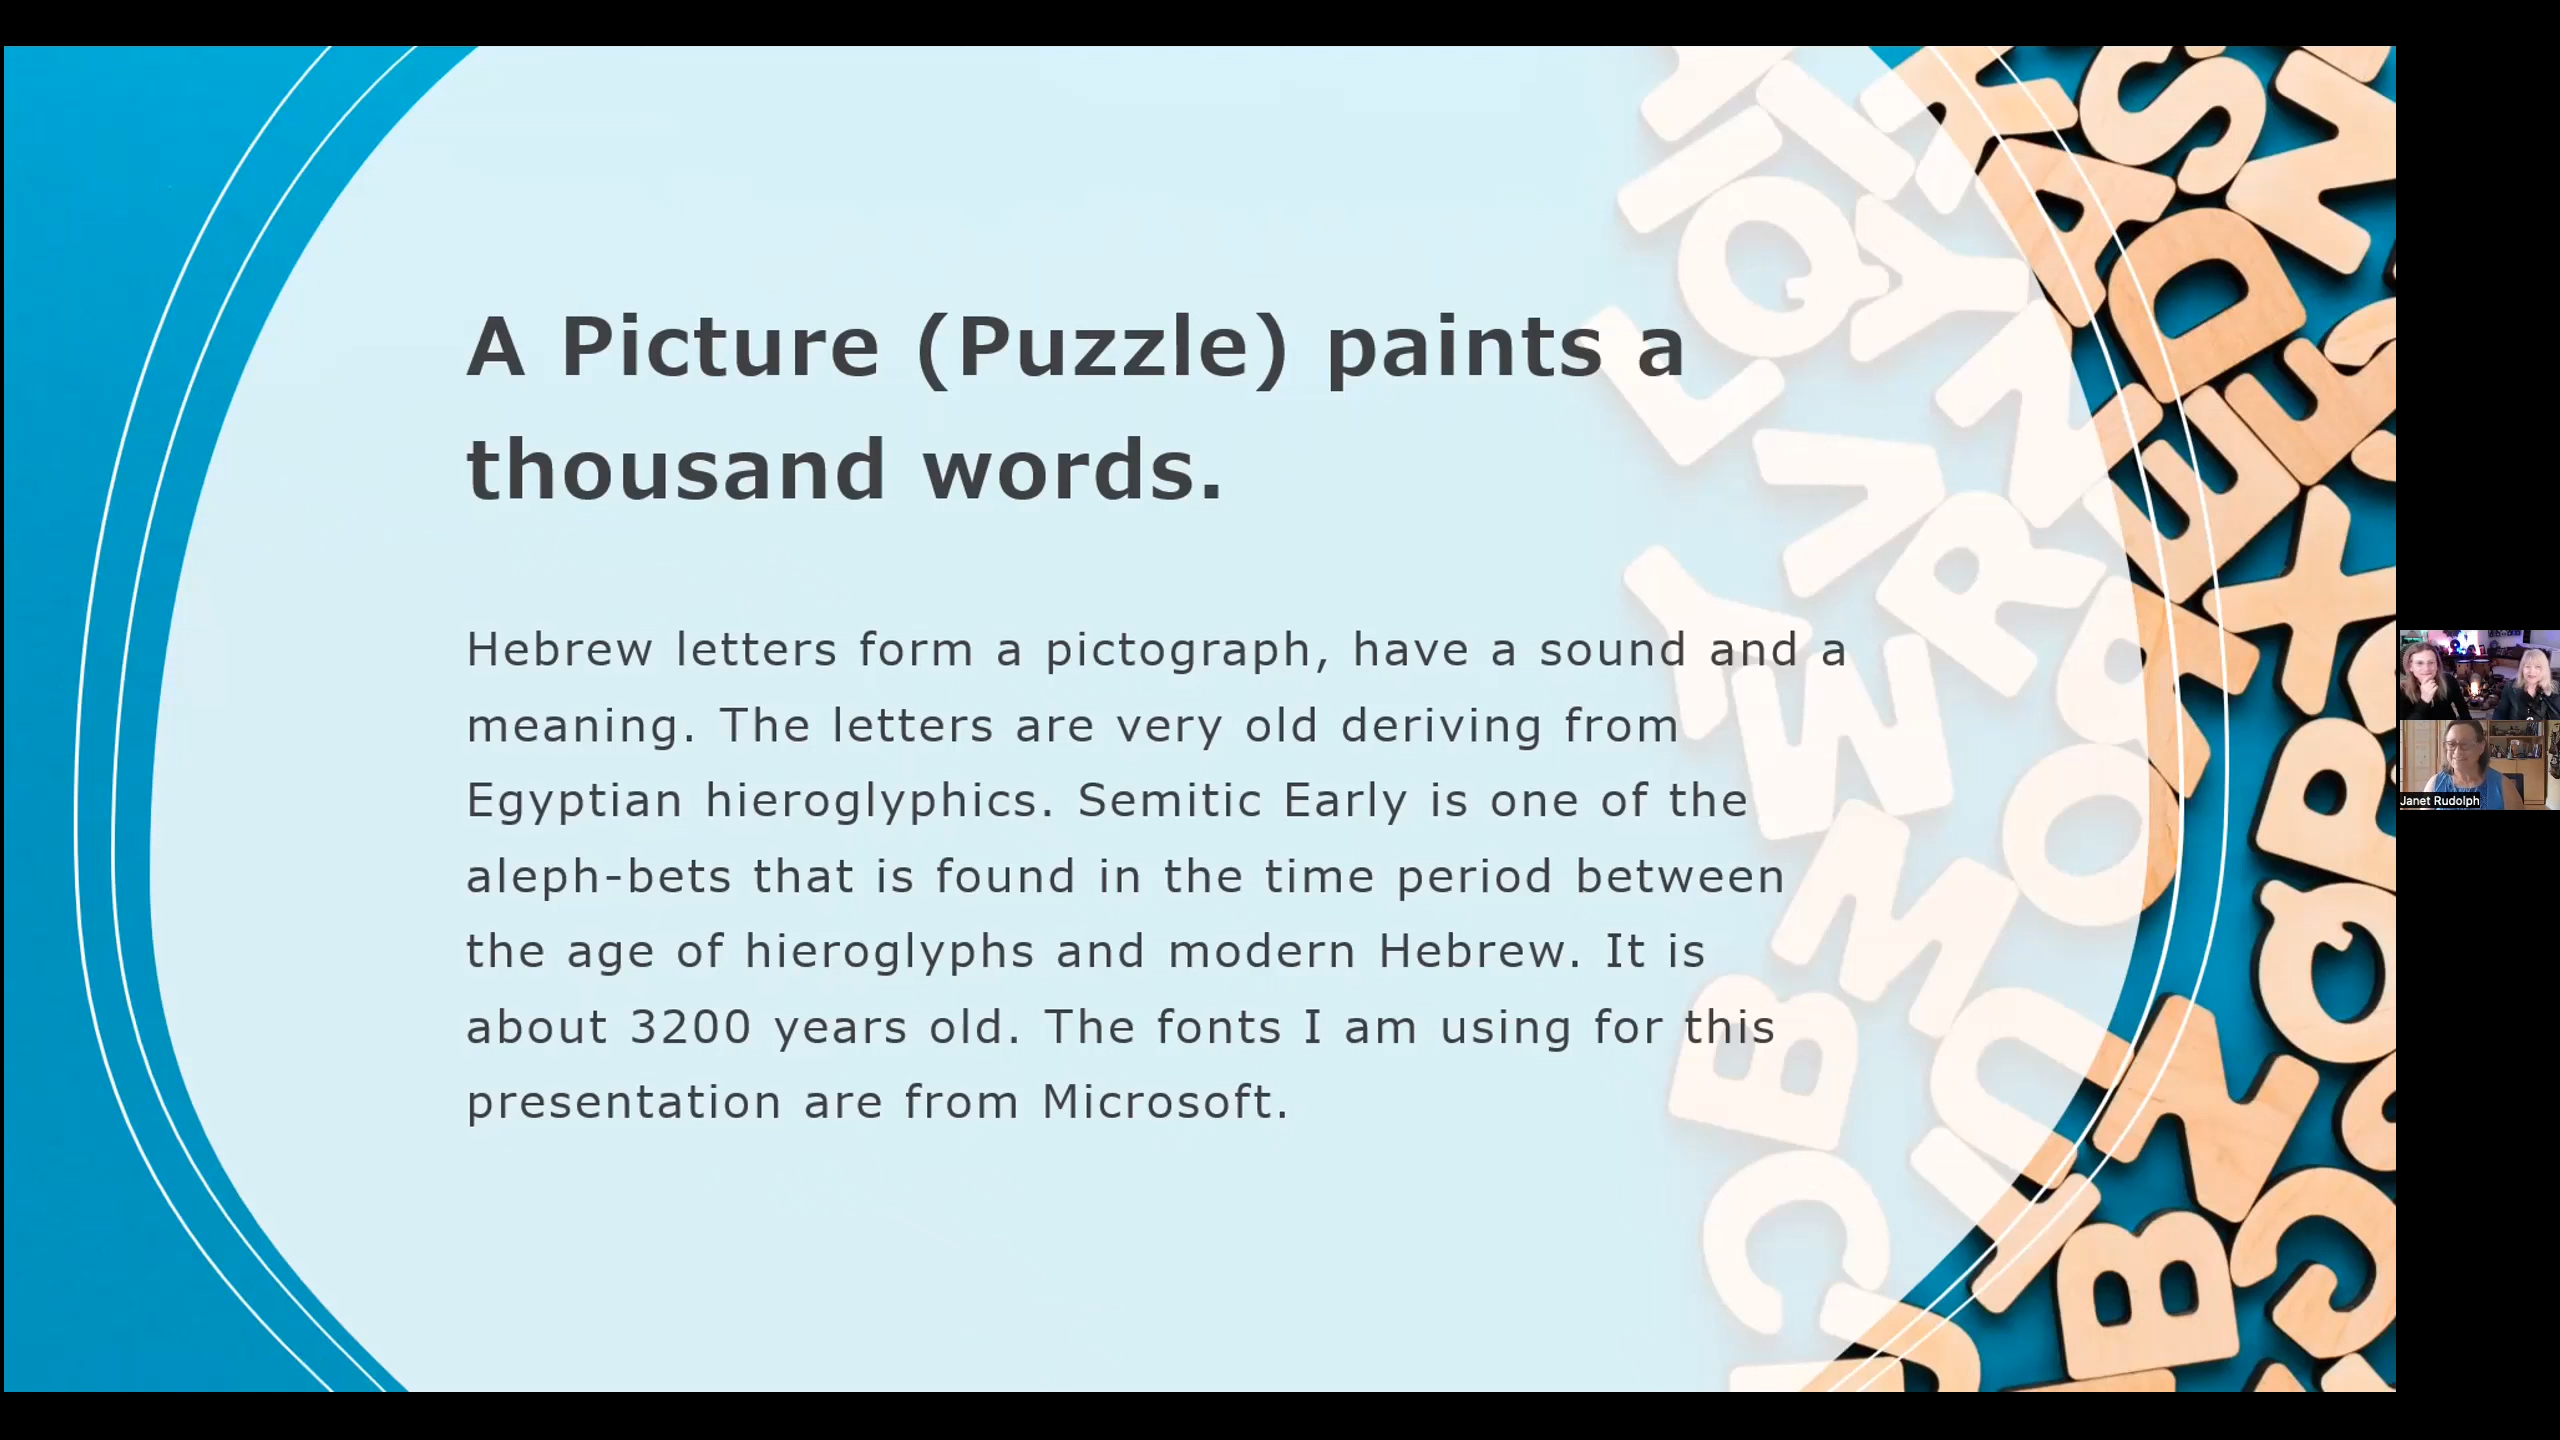 A Picture (Puzzle) paints a
thousand words.
Hebrew letters form a pictograph, have a sound and a
meaning. The letters are very old deriving from
Egyptian hieroglyphics. Semitic Early is one of the
aleph-bets that is found in the time period between
the age of hieroglyphs and modern Hebrew. It is
about 3200 years old. The fonts I am using for this
presentation are from Microsoft.
Janet Rudolph